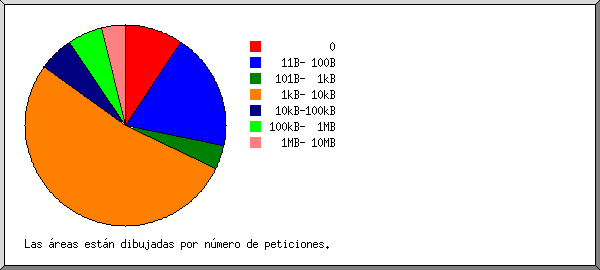 0
11B- 100B
101B- 1kB
1kB- 10kB
10kB-100kB
100kB- 1MB
1MB- 10MB
Las áreas están dibujadas por número de peticiones.